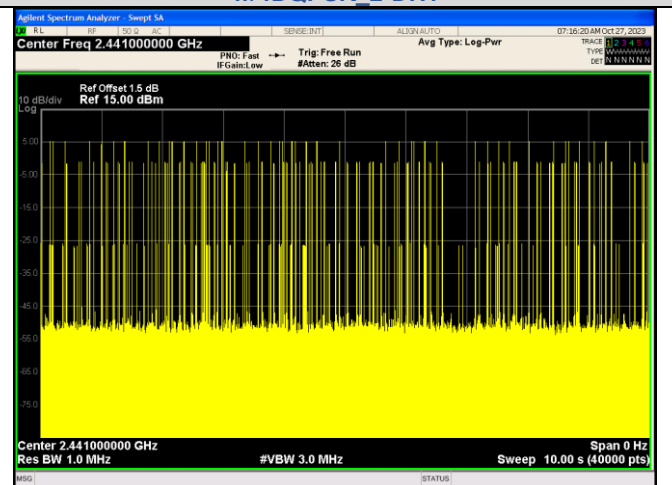 Agilent Spectrum Analyzer - Swept SA
RL RF 50 Ω AC SENSE:INT ALIGN AUTO 07:16:20 AM Oct 27, 2023
Center Freq 2.441000000 GHz
PNO: Fast
IFGain:Low
Trig: Free Run
#Atten: 26 dB
Avg Type: Log-Pwr
TRACE 1 2 3 4 5 6
TYPE
DET N N N N N N
Ref Offset 1.5 dB
10 dB/div Ref 15.00 dBm
Log
5.00
-5.00
-15.0
-25.0
-35.0
-45.0
-55.0
-65.0
-75.0
Center 2.441000000 GHz Span 0 Hz
Res BW 1.0 MHz #VBW 3.0 MHz Sweep 10.00 s (40000 pts)
MSG STATUS